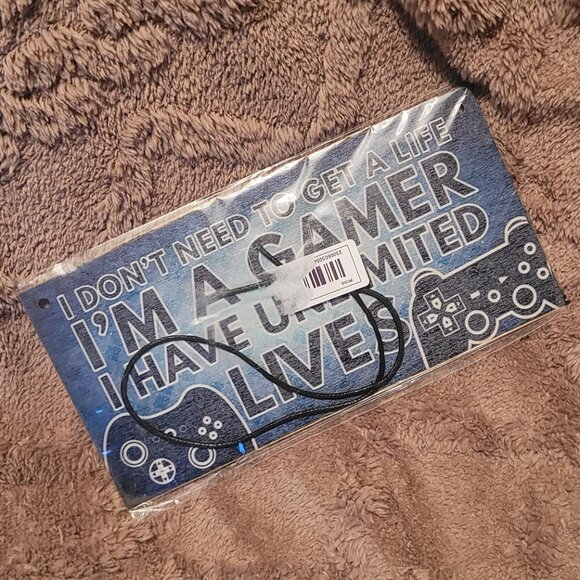 I DON'T NEED TO GET A LIFE
I'M A GAMER
I HAVE UNLIMITED
LIVES